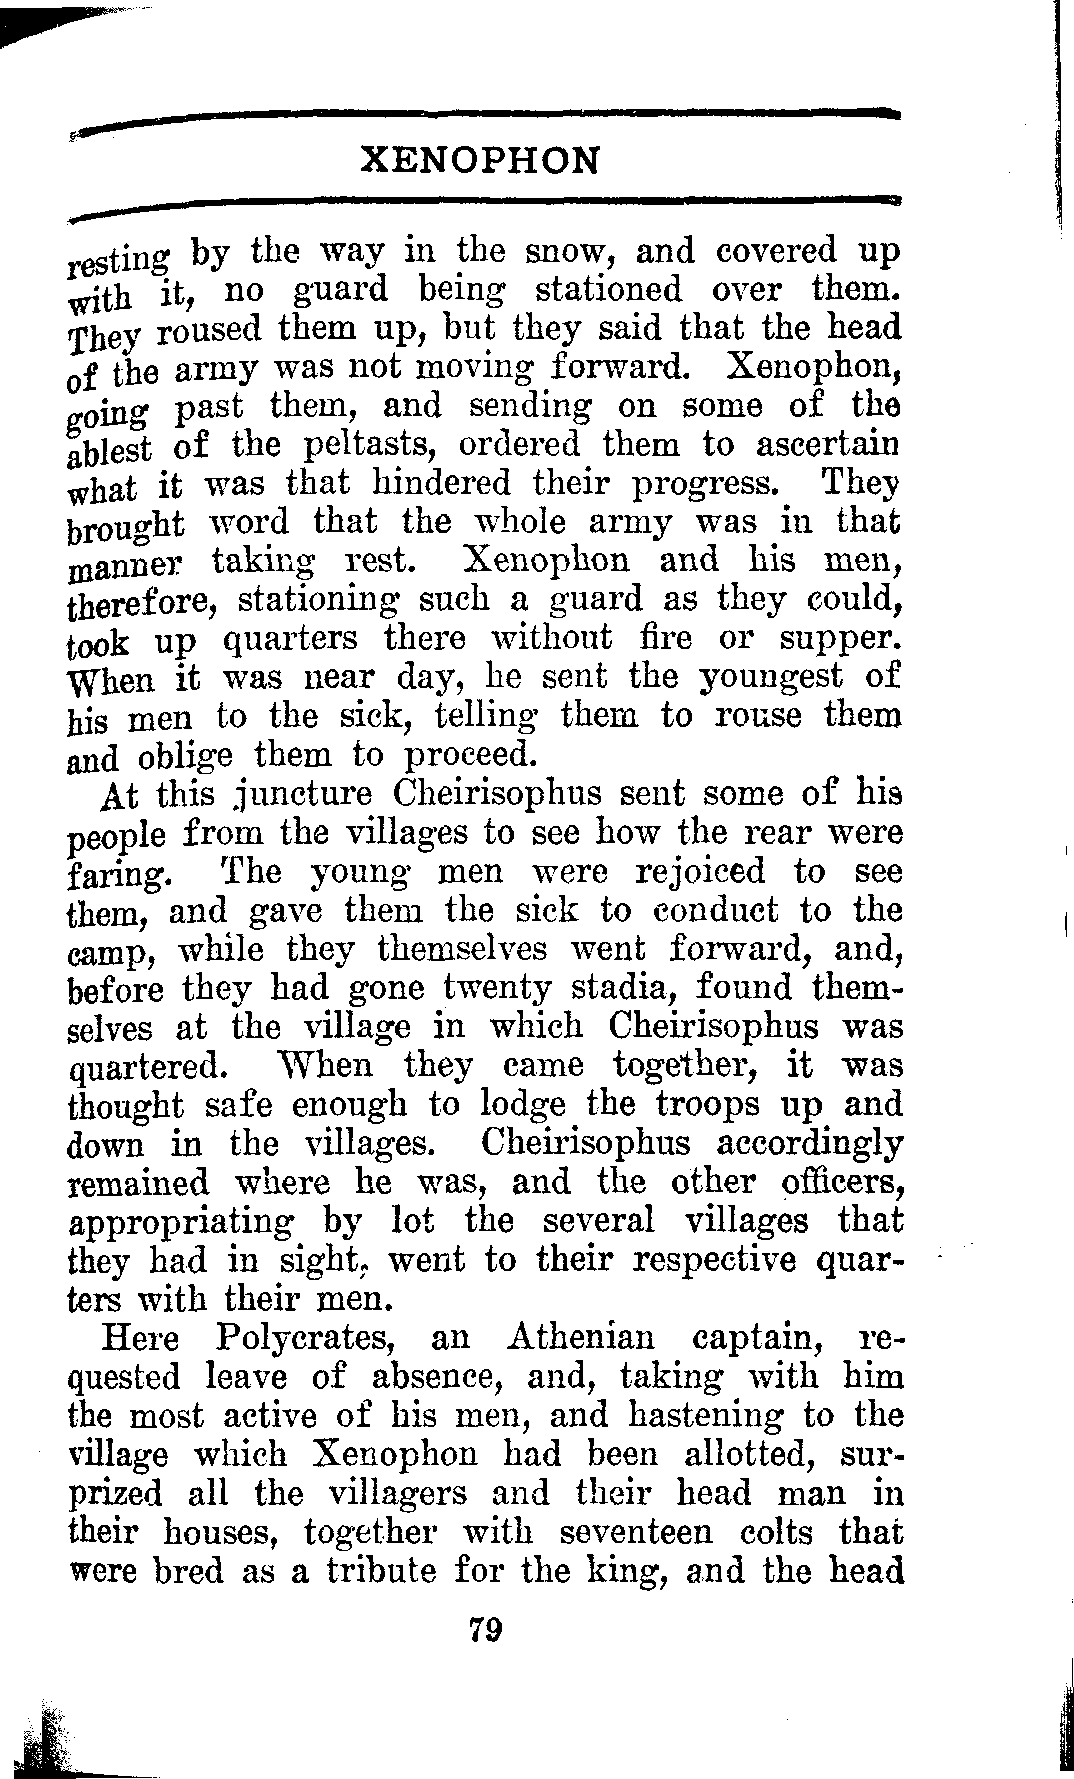 XENOPHON
resting by the way in the snow, and covered up
with it, no guard being stationed over them.
They roused them up, but they said that the head
of the army was not moving forward. Xenophon,
going past them, and sending on some of the
ablest of the peltasts, ordered them to ascertain
what it was that hindered their progress. They
brought word that the whole army was in that
manner taking rest. Xenophon and his men,
therefore, stationing such a guard as they could,
took up quarters there without fire or supper.
When it was near day, he sent the youngest of
his men to the sick, telling them to rouse them
and oblige them to proceed.
At this juncture Cheirisophus sent some of his
people from the villages to see how the rear were
faring. The young men were rejoiced to see
them, and gave them the sick to conduct to the
camp, while they themselves went forward, and,
before they had gone twenty stadia, found them-
selves at the village in which Cheirisophus was
quartered. When they came together, it was
thought safe enough to lodge the troops up and
down in the villages. Cheirisophus accordingly
remained where he was, and the other officers,
appropriating by lot the several villages that
they had in sight, went to their respective quar-
ters with their men.
Here Polycrates, an Athenian captain, re-
quested leave of absence, and, taking with him
the most active of his men, and hastening to the
village which Xenophon had been allotted, sur-
prized all the villagers and their head man in
their houses, together with seventeen colts that
were bred as a tribute for the king, and the head
79